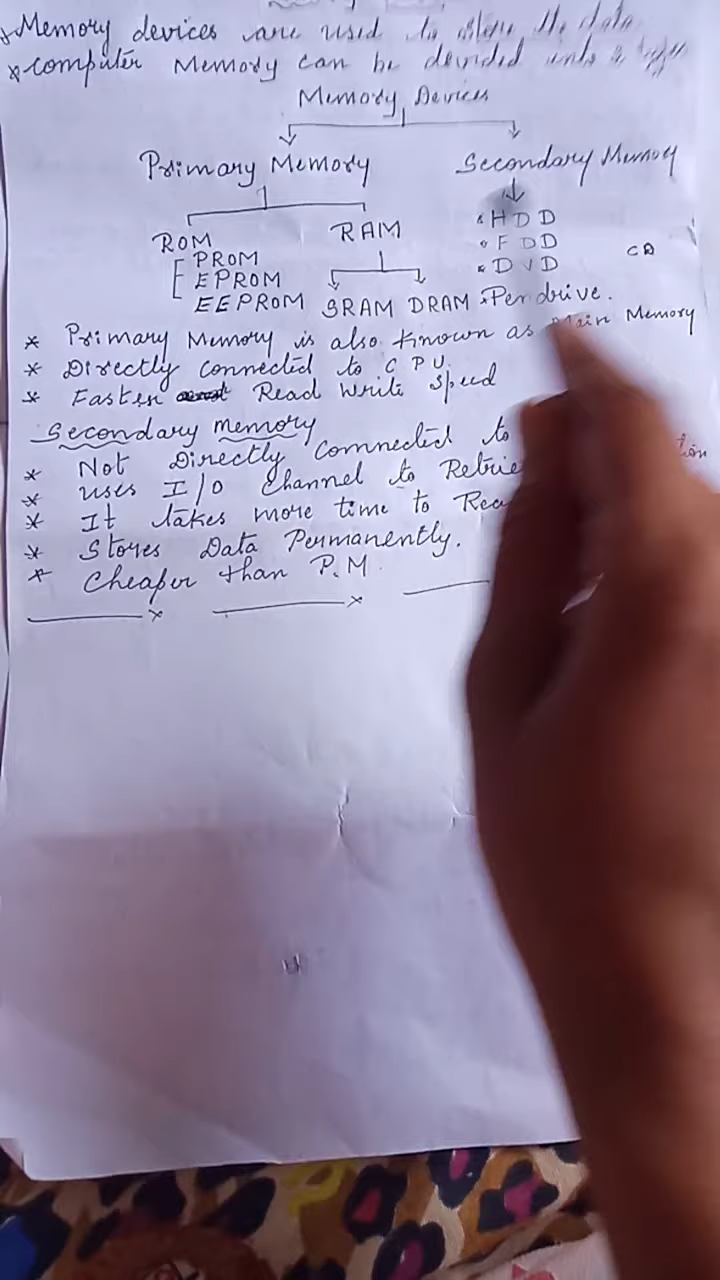 * Memory devices are used to store the data
* Computer Memory can be devided into 2 types
Memory Devices
Primary Memory Secondary Memory
ROM RAM * HDD
PROM * FDD CD
EPROM * DVD
EEPROM SRAM DRAM * Pendrive.
* Primary Memory is also known as Main Memory
* Directly connected to CPU
* Faster Read Write Speed
Secondary memory
* Not Directly connected to
* uses I/O Channel to
* It takes more time to
* Stores Data Permanently.
* Cheaper than P.M.